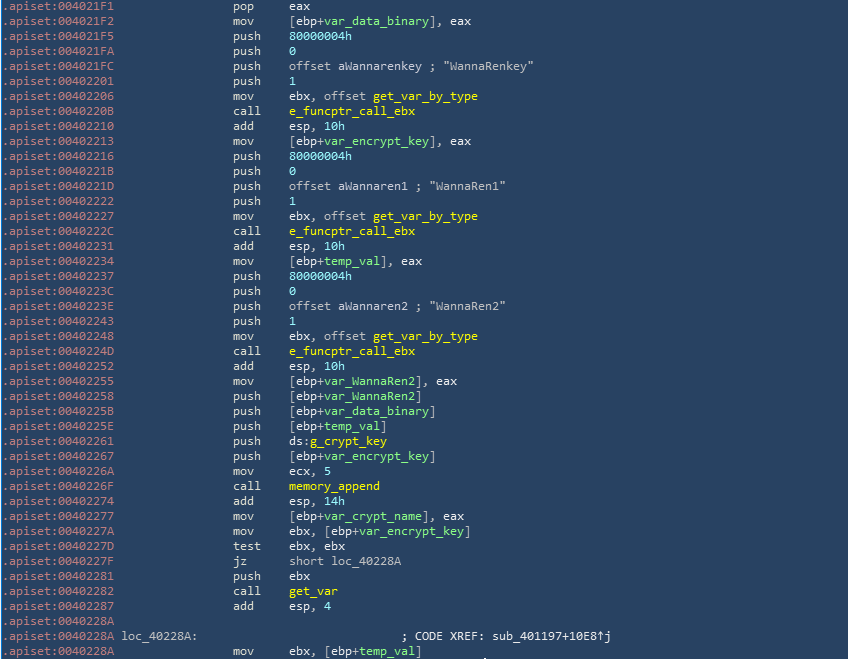 .apiset:004021F1 pop eax
.apiset:004021F2 mov [ebp+var_data_binary], eax
.apiset:004021F5 push 80000004h
.apiset:004021FA push 0
.apiset:004021FC push offset aWannarenkey ; "WannaRenkey"
.apiset:00402201 push 1
.apiset:00402206 mov ebx, offset get_var_by_type
.apiset:0040220B call e_funcptr_call_ebx
.apiset:00402210 add esp, 10h
.apiset:00402213 mov [ebp+var_encrypt_key], eax
.apiset:00402216 push 80000004h
.apiset:0040221B push 0
.apiset:0040221D push offset aWannaren1 ; "WannaRen1"
.apiset:00402222 push 1
.apiset:00402227 mov ebx, offset get_var_by_type
.apiset:0040222C call e_funcptr_call_ebx
.apiset:00402231 add esp, 10h
.apiset:00402234 mov [ebp+temp_val], eax
.apiset:00402237 push 80000004h
.apiset:0040223C push 0
.apiset:0040223E push offset aWannaren2 ; "WannaRen2"
.apiset:00402243 push 1
.apiset:00402248 mov ebx, offset get_var_by_type
.apiset:0040224D call e_funcptr_call_ebx
.apiset:00402252 add esp, 10h
.apiset:00402255 mov [ebp+var_WannaRen2], eax
.apiset:00402258 push [ebp+var_WannaRen2]
.apiset:0040225B push [ebp+var_data_binary]
.apiset:0040225E push [ebp+temp_val]
.apiset:00402261 push ds:g_crypt_key
.apiset:00402267 push [ebp+var_encrypt_key]
.apiset:0040226A mov ecx, 5
.apiset:0040226F call memory_append
.apiset:00402274 add esp, 14h
.apiset:00402277 mov [ebp+var_crypt_name], eax
.apiset:0040227A mov ebx, [ebp+var_encrypt_key]
.apiset:0040227D test ebx, ebx
.apiset:0040227F jz short loc_40228A
.apiset:00402281 push ebx
.apiset:00402282 call get_var
.apiset:00402287 add esp, 4
.apiset:0040228A
.apiset:0040228A loc_40228A: ; CODE XREF: sub_401197+10E8↑j
.apiset:0040228A mov ebx, [ebp+temp_val]